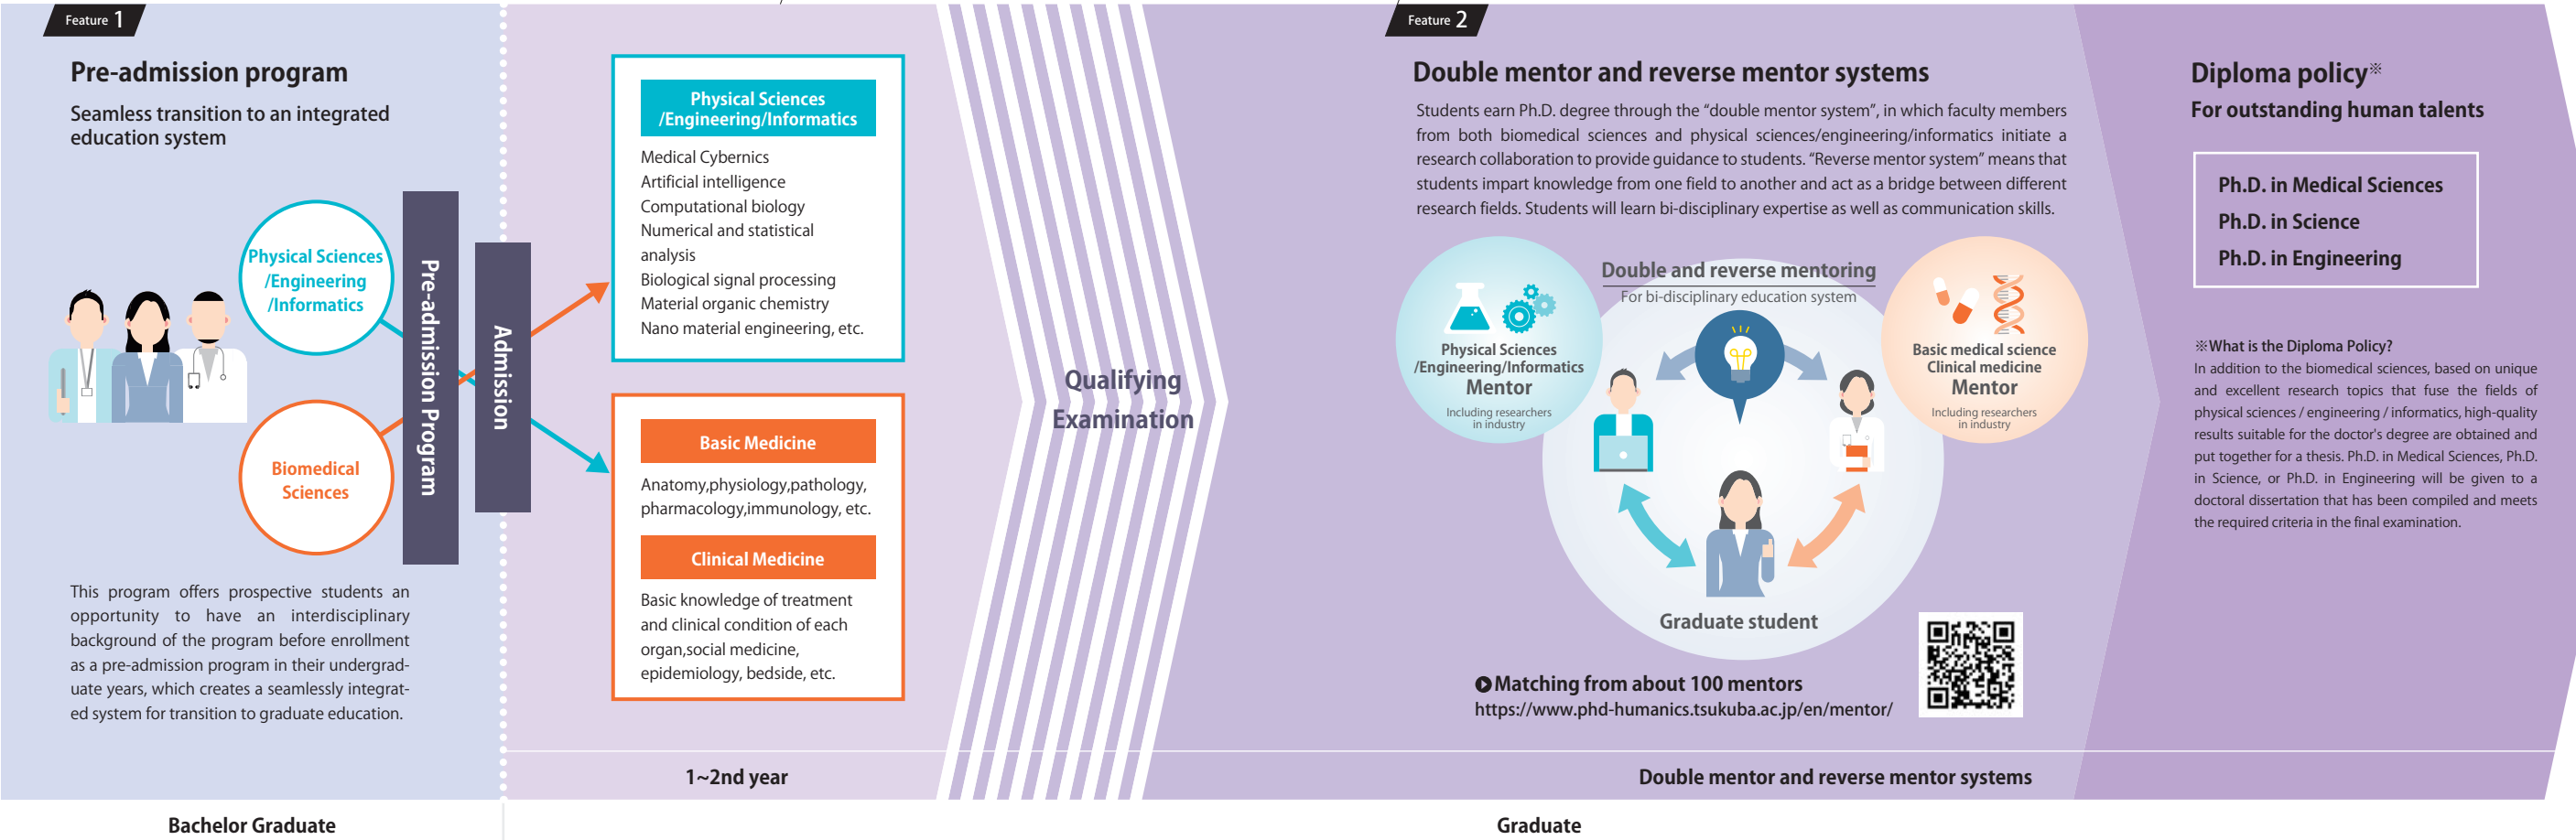 Feature 1
Pre-admission program
Seamless transition to an integrated
education system
Physical Sciences
/Engineering
/Informatics
Biomedical
Sciences
Pre-admission Program
Admission
This program offers prospective students an
opportunity to have an interdisciplinary
background of the program before enrollment
as a pre-admission program in their undergrad-
uate years, which creates a seamlessly integrat-
ed system for transition to graduate education.
Physical Sciences
/Engineering/Informatics
Medical Cybernics
Artificial intelligence
Computational biology
Numerical and statistical
analysis
Biological signal processing
Material organic chemistry
Nano material engineering, etc.
Basic Medicine
Anatomy,physiology,pathology,
pharmacology,immunology, etc.
Clinical Medicine
Basic knowledge of treatment
and clinical condition of each
organ,social medicine,
epidemiology, bedside, etc.
Qualifying
Examination
Feature 2
Double mentor and reverse mentor systems
Students earn Ph.D. degree through the “double mentor system”, in which faculty members
from both biomedical sciences and physical sciences/engineering/informatics initiate a
research collaboration to provide guidance to students. “Reverse mentor system” means that
students impart knowledge from one field to another and act as a bridge between different
research fields. Students will learn bi-disciplinary expertise as well as communication skills.
Double and reverse mentoring
For bi-disciplinary education system
Physical Sciences
/Engineering/Informatics
Mentor
Including researchers
in industry
Basic medical science
Clinical medicine
Mentor
Including researchers
in industry
Graduate student
Matching from about 100 mentors
https://www.phd-humanics.tsukuba.ac.jp/en/mentor/
Diploma policy※
For outstanding human talents
Ph.D. in Medical Sciences
Ph.D. in Science
Ph.D. in Engineering
※What is the Diploma Policy?
In addition to the biomedical sciences, based on unique
and excellent research topics that fuse the fields of
physical sciences / engineering / informatics, high-quality
results suitable for the doctor's degree are obtained and
put together for a thesis. Ph.D. in Medical Sciences, Ph.D.
in Science, or Ph.D. in Engineering will be given to a
doctoral dissertation that has been compiled and meets
the required criteria in the final examination.
1~2nd year
Double mentor and reverse mentor systems
Bachelor Graduate
Graduate